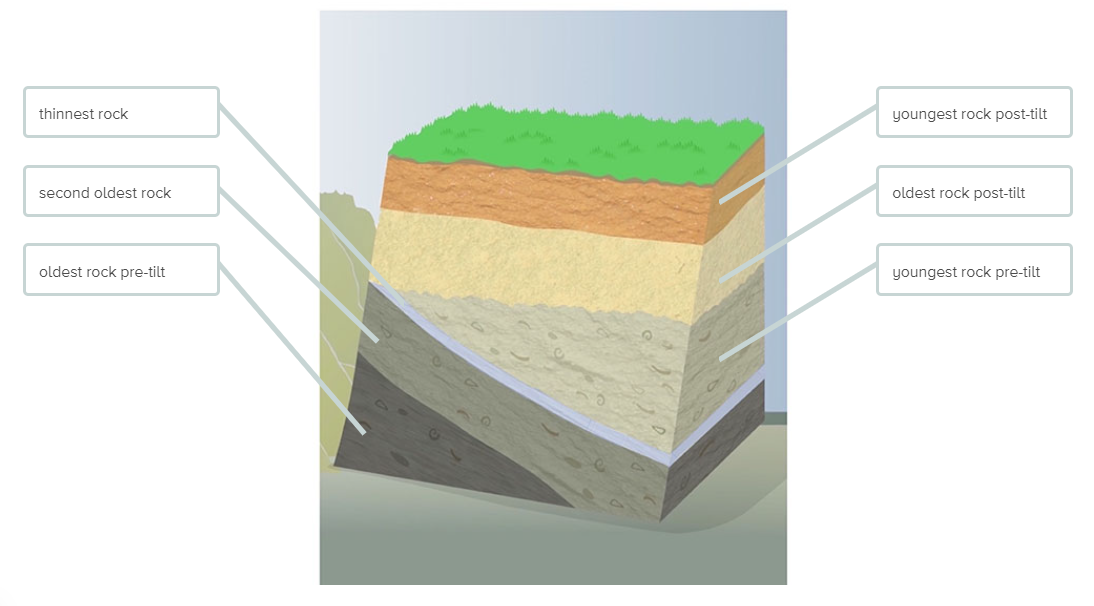 thinnest rock
second oldest rock
oldest rock pre-tilt
youngest rock post-tilt
oldest rock post-tilt
youngest rock pre-tilt